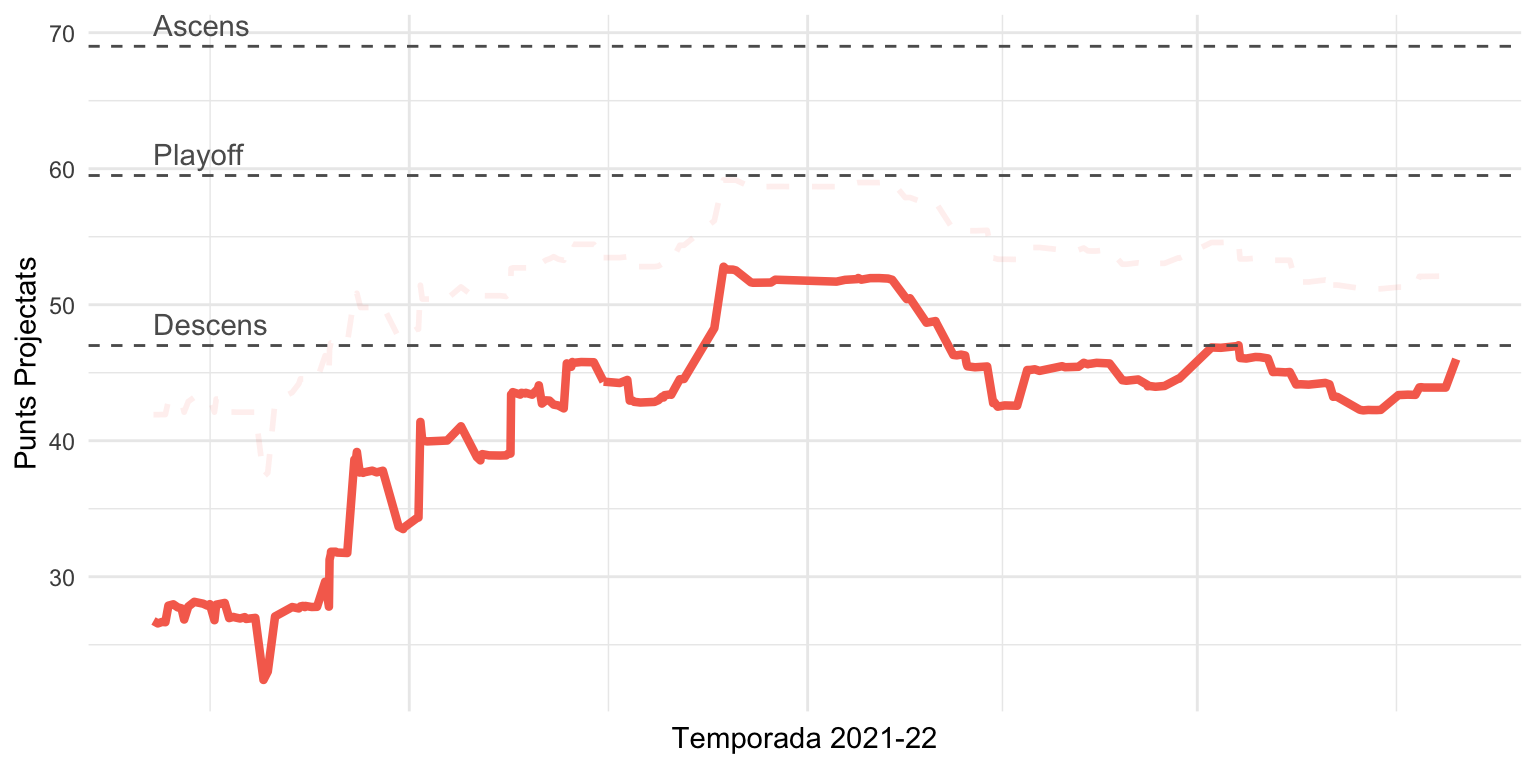 70
Ascens
60
Playoff
50
Descens
40
30
Punts Projectats
Temporada 2021-22